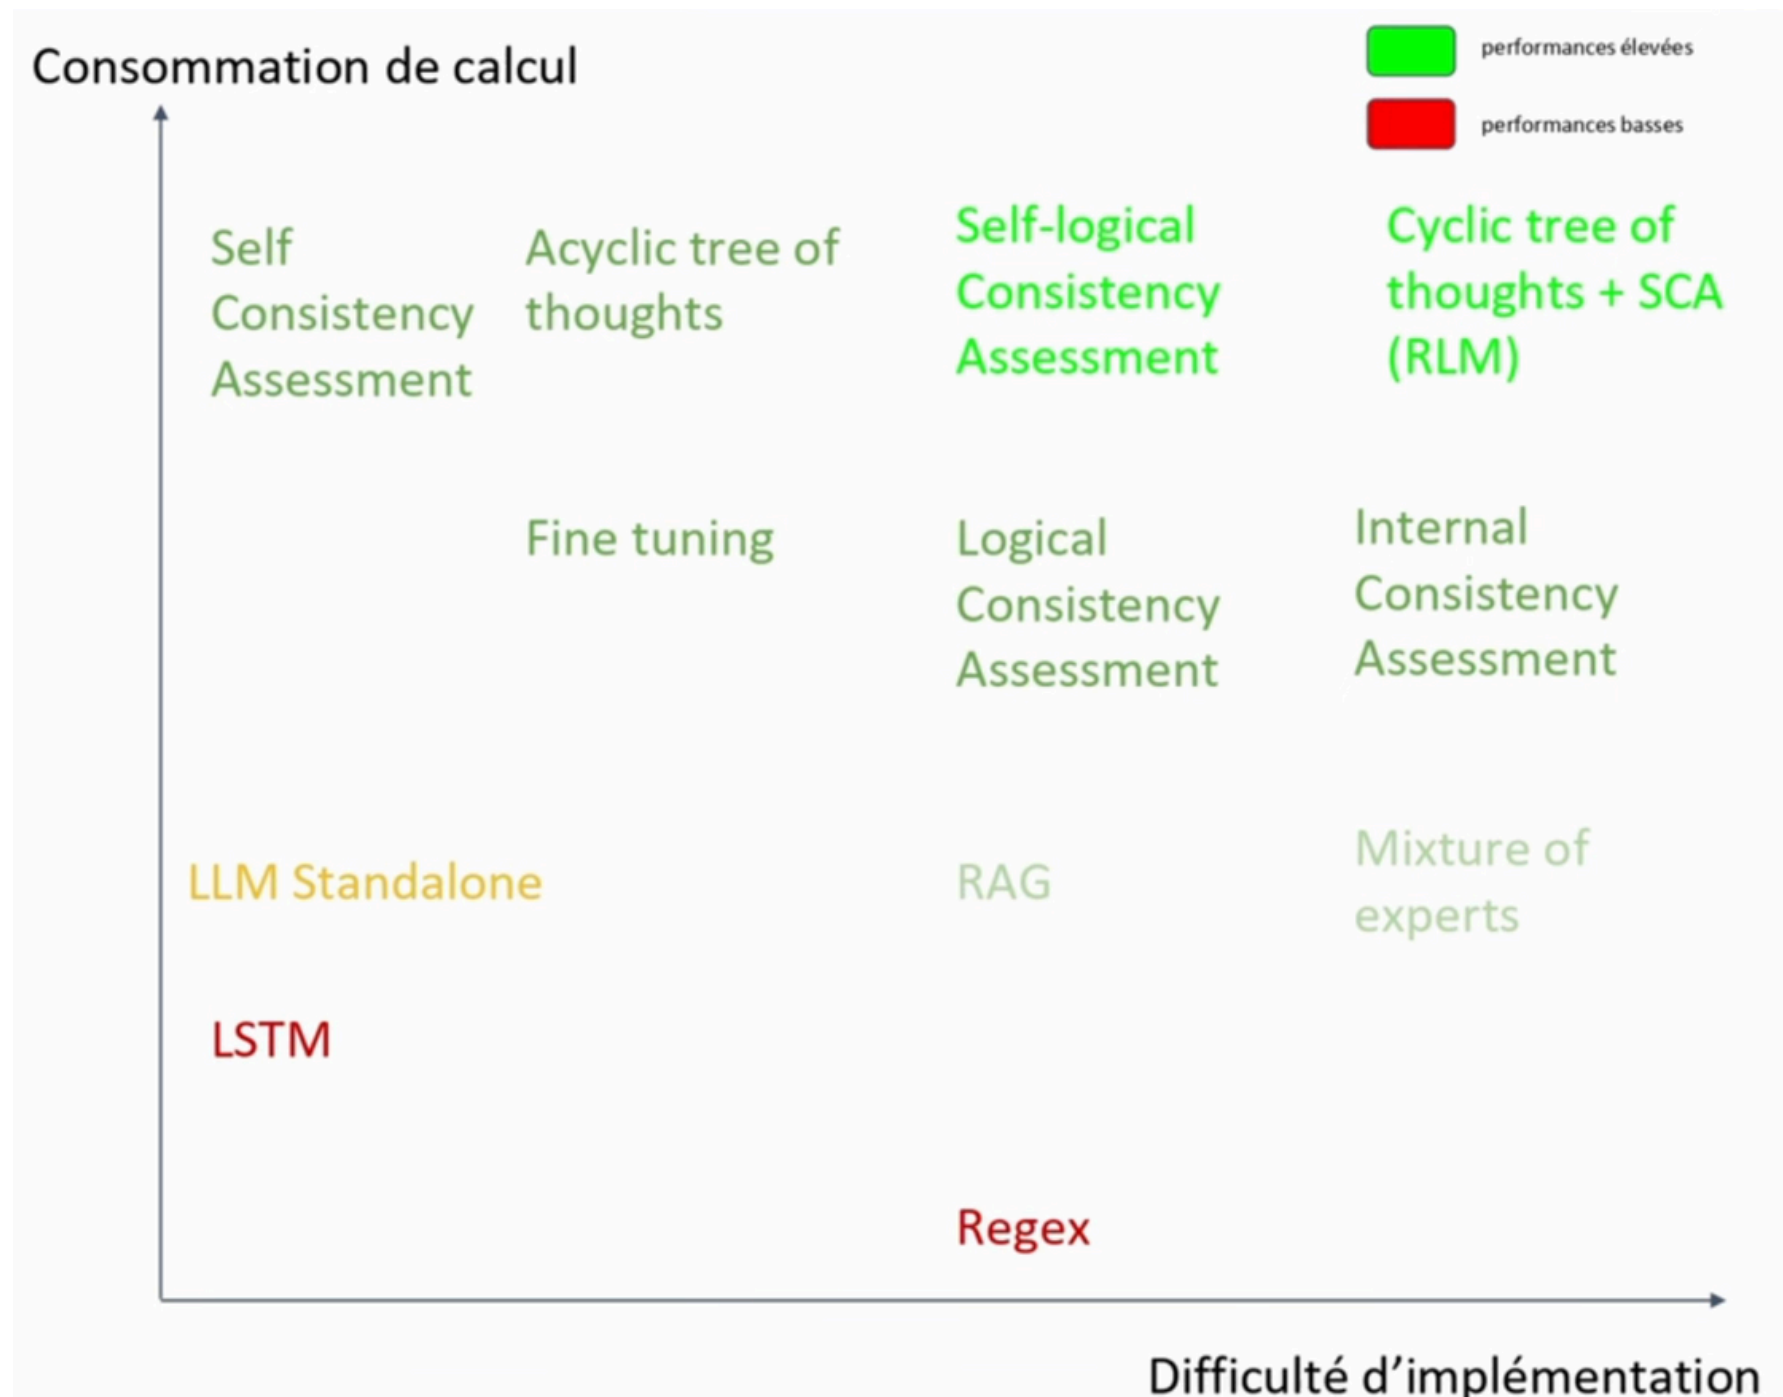 Consommation de calcul
performances élevées
performances basses
Self
Consistency
Assessment
Acyclic tree of
thoughts
Self-logical
Consistency
Assessment
Cyclic tree of
thoughts + SCA
(RLM)
Fine tuning
Logical
Consistency
Assessment
Internal
Consistency
Assessment
LLM Standalone
RAG
Mixture of
experts
LSTM
Regex
Difficulté d’implémentation